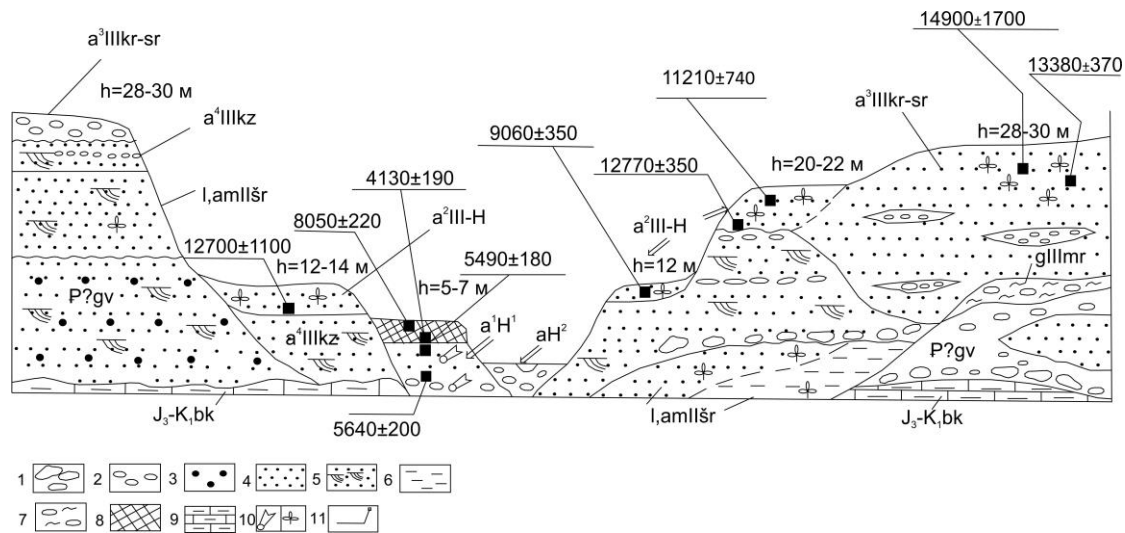 14900±1700
a³IIIkr-sr
13380±370
h=28-30 м
11210±740
a³IIIkr-sr
a⁴IIIkz
9060±350
h=28-30 м
12770±350
h=20-22 м
4130±190
l,amIIšr
8050±220
a²III-H
a²III-H
12700±1100
h=12-14 м
5490±180
h=12 м
gIIImr
h=5-7 м
Ꝑ?gv
a¹H¹
aH²
a⁴IIIkz
Ꝑ?gv
J₃-K₁bk
5640±200
l,amIIšr
J₃-K₁bk
1 2 3 4 5 6
7 8 9 10 11